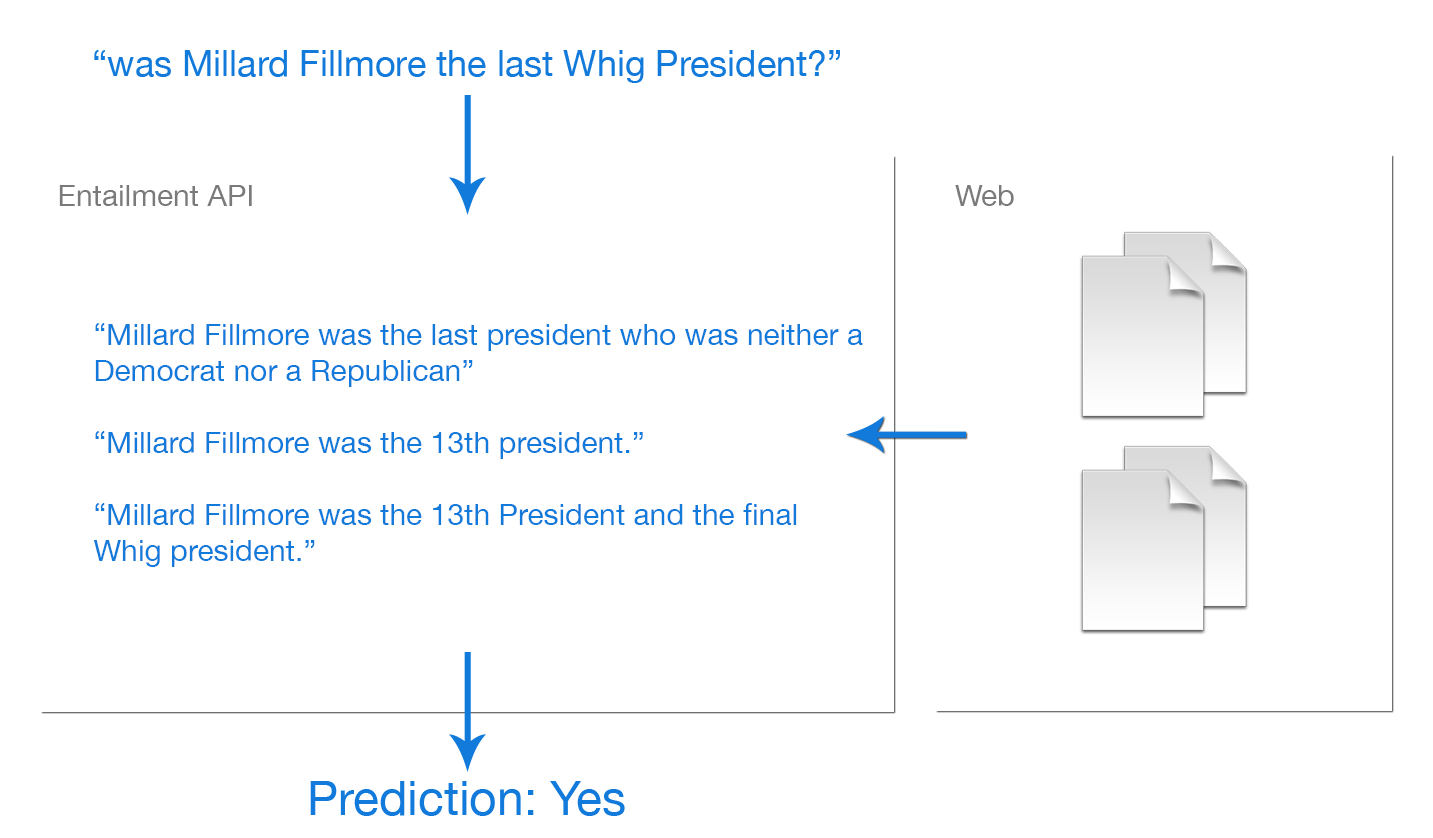 “was Millard Fillmore the last Whig President?”
Entailment API
Web
“Millard Fillmore was the last president who was neither a
Democrat nor a Republican”
“Millard Fillmore was the 13th president.”
“Millard Fillmore was the 13th President and the final
Whig president.”
Prediction: Yes